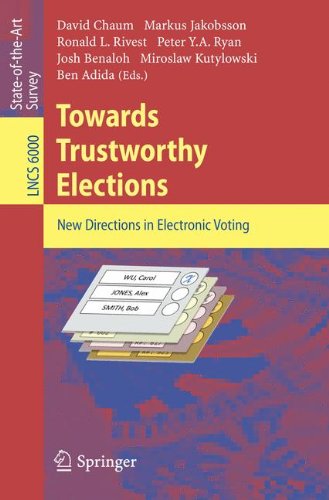 David Chaum Markus Jakobsson
Ronald L. Rivest Peter Y.A. Ryan
Josh Benaloh Miroslaw Kutylowski
Ben Adida (Eds.)
State-of-the-Art
Survey
LNCS 6000
Towards
Trustworthy
Elections
New Directions in Electronic Voting
WU, Carol
JONES, Alex
SMITH, Bob
Springer